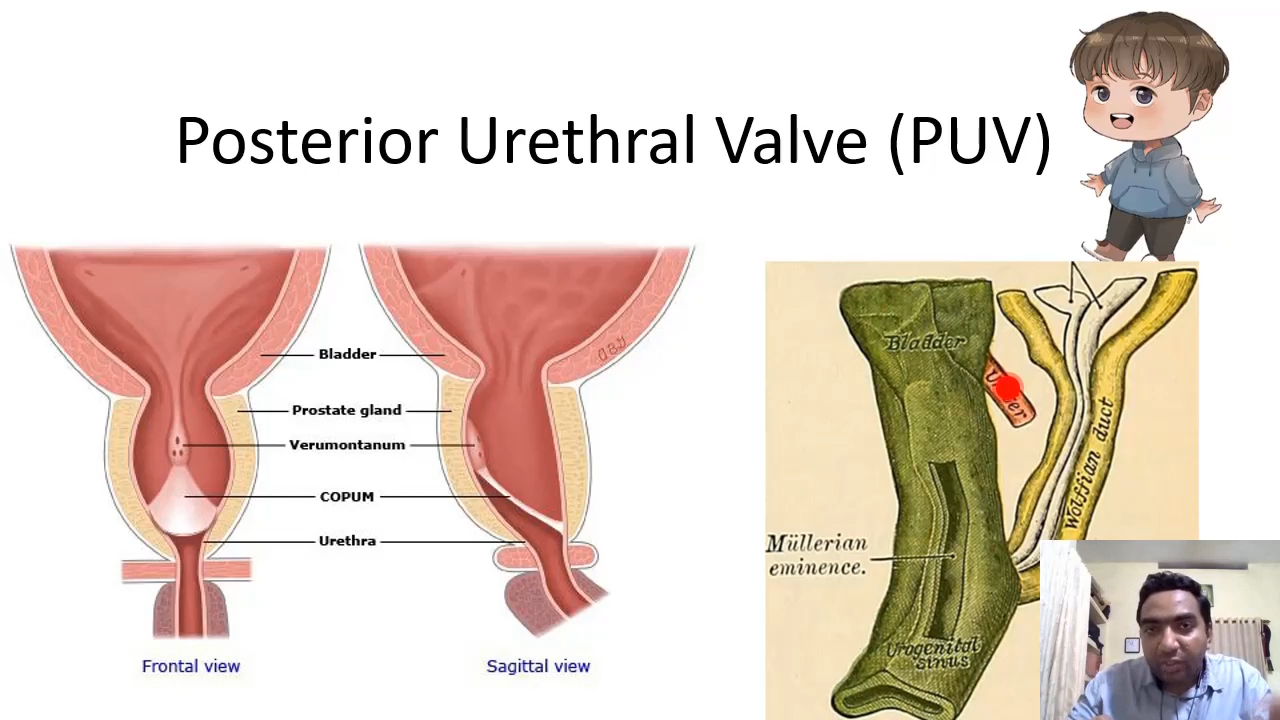 Posterior Urethral Valve (PUV)
Bladder
Prostate gland
Verumontanum
COPUM
Urethra
Frontal view
Sagittal view
Bladder
Wolffian duct
Müllerian
eminence.
Urogenital
sinus